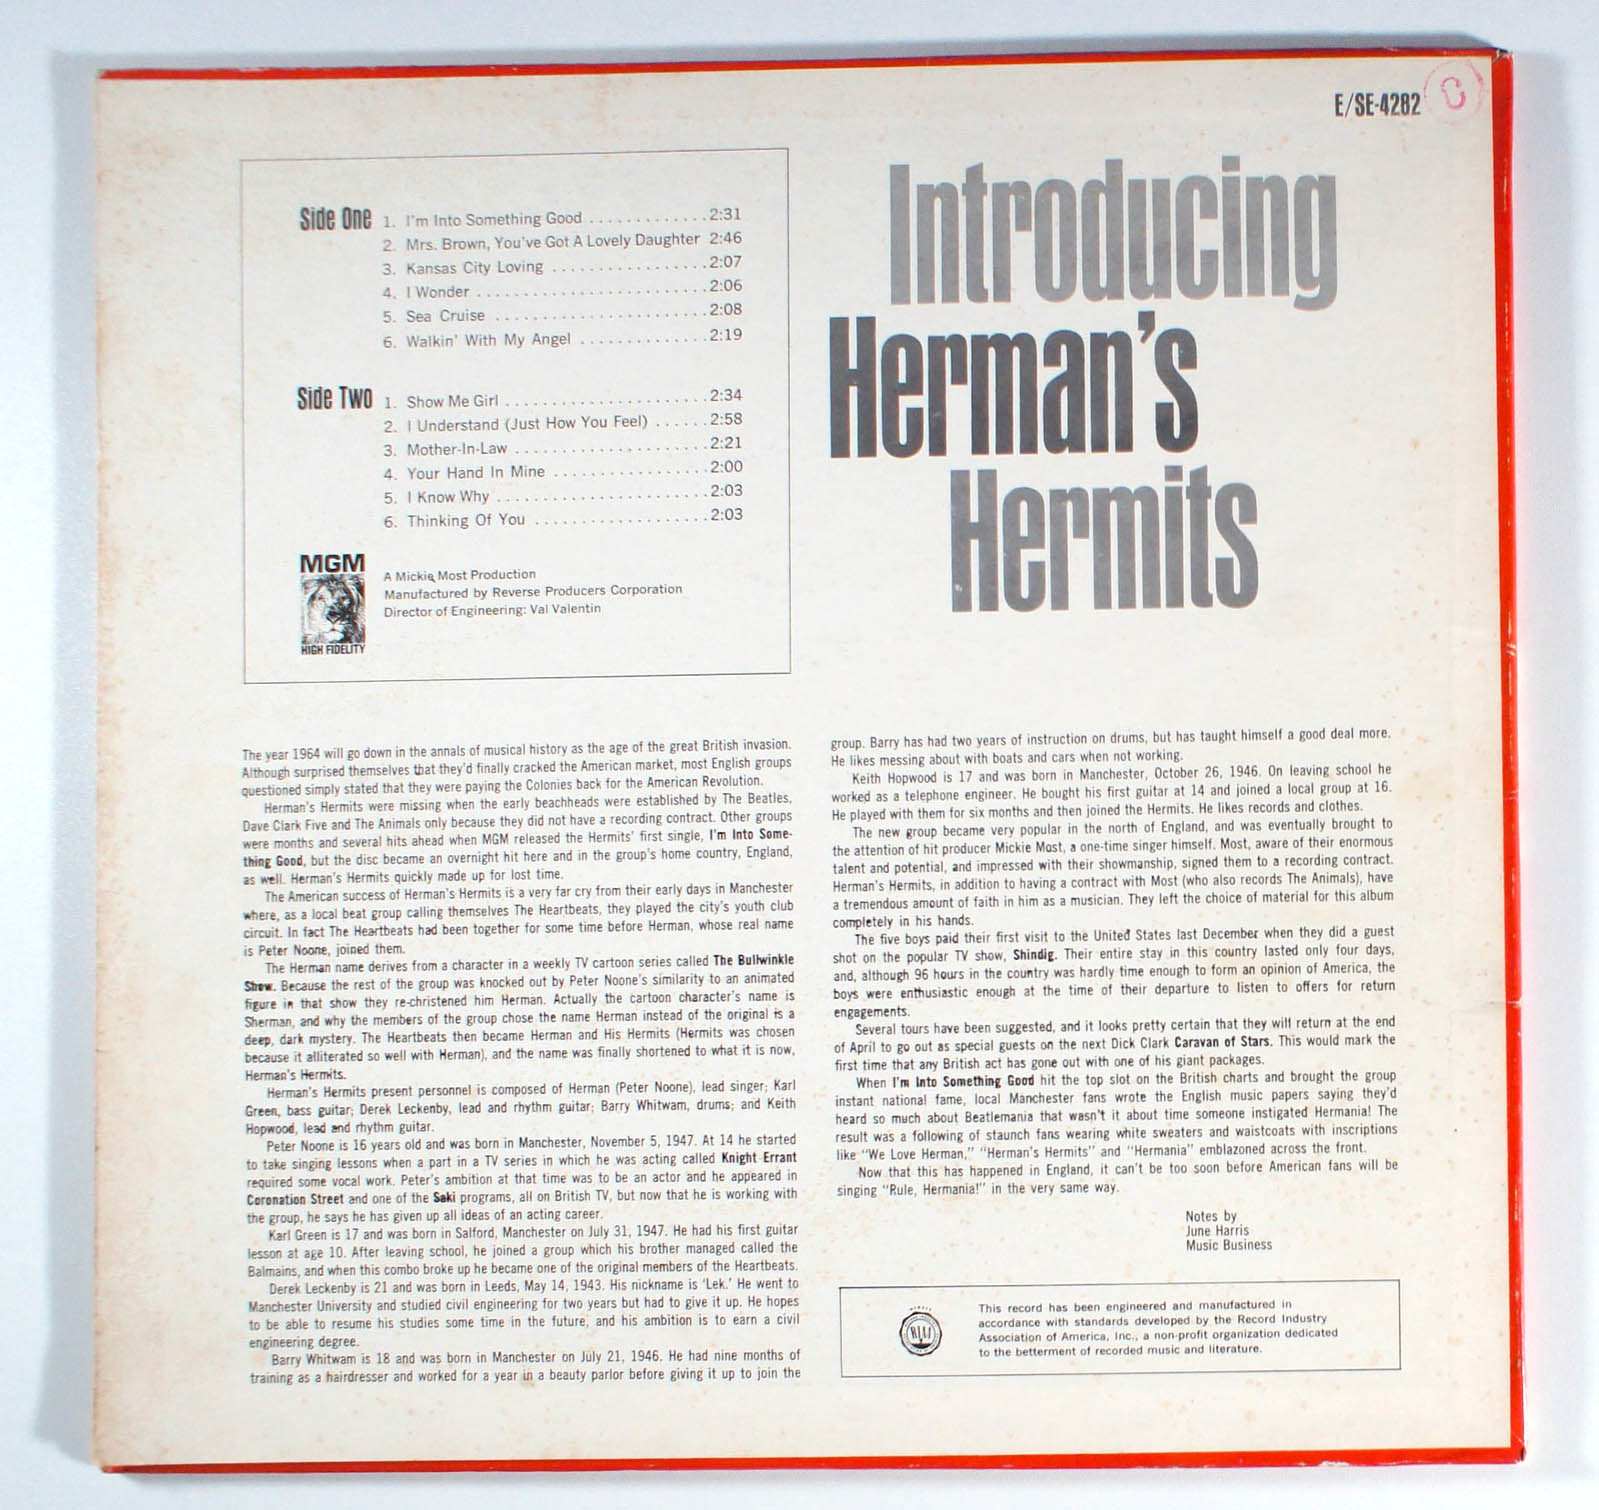 E/SE-4282
C
Introducing
Herman's
Hermits
Side One 1. I'm Into Something Good . . . . . . . . . . . . . 2:31
2. Mrs. Brown, You've Got A Lovely Daughter 2:46
3. Kansas City Loving . . . . . . . . . . . . . . . . . 2:07
4. I Wonder . . . . . . . . . . . . . . . . . . . . . . . . . 2:06
5. Sea Cruise . . . . . . . . . . . . . . . . . . . . . . . 2:08
6. Walkin' With My Angel . . . . . . . . . . . . . . 2:19
Side Two 1. Show Me Girl . . . . . . . . . . . . . . . . . . . . . . 2:34
2. I Understand (Just How You Feel) . . . . . . 2:58
3. Mother-In-Law . . . . . . . . . . . . . . . . . . . . . 2:21
4. Your Hand In Mine . . . . . . . . . . . . . . . . . 2:00
5. I Know Why . . . . . . . . . . . . . . . . . . . . . . . 2:03
6. Thinking Of You . . . . . . . . . . . . . . . . . . . 2:03
MGM
HIGH FIDELITY
A Mickie Most Production
Manufactured by Reverse Producers Corporation
Director of Engineering: Val Valentin
The year 1964 will go down in the annals of musical history as the age of the great British invasion.
Although surprised themselves that they'd finally cracked the American market, most English groups
questioned simply stated that they were paying the Colonies back for the American Revolution.
Herman's Hermits were missing when the early beachheads were established by The Beatles,
Dave Clark Five and The Animals only because they did not have a recording contract. Other groups
were months and several hits ahead when MGM released the Hermits' first single, I'm Into Some-
thing Good, but the disc became an overnight hit here and in the group's home country, England,
as well. Herman's Hermits quickly made up for lost time.
The American success of Herman's Hermits is a very far cry from their early days in Manchester
where, as a local beat group calling themselves The Heartbeats, they played the city's youth club
circuit. In fact The Heartbeats had been together for some time before Herman, whose real name
is Peter Noone, joined them.
The Herman name derives from a character in a weekly TV cartoon series called The Bullwinkle
Show. Because the rest of the group was knocked out by Peter Noone's similarity to an animated
figure in that show they re-christened him Herman. Actually the cartoon character's name is
Sherman, and why the members of the group chose the name Herman instead of the original is a
deep, dark mystery. The Heartbeats then became Herman and His Hermits (Hermits was chosen
because it alliterated so well with Herman), and the name was finally shortened to what it is now,
Herman's Hermits.
Herman's Hermits present personnel is composed of Herman (Peter Noone), lead singer; Karl
Green, bass guitar; Derek Leckenby, lead and rhythm guitar; Barry Whitwam, drums; and Keith
Hopwood, lead and rhythm guitar.
Peter Noone is 16 years old and was born in Manchester, November 5, 1947. At 14 he started
to take singing lessons when a part in a TV series in which he was acting called Knight Errant
required some vocal work. Peter's ambition at that time was to be an actor and he appeared in
Coronation Street and one of the Saki programs, all on British TV, but now that he is working with
the group, he says he has given up all ideas of an acting career.
Karl Green is 17 and was born in Salford, Manchester on July 31, 1947. He had his first guitar
lesson at age 10. After leaving school, he joined a group which his brother managed called the
Balmains, and when this combo broke up he became one of the original members of the Heartbeats.
Derek Leckenby is 21 and was born in Leeds, May 14, 1943. His nickname is 'Lek.' He went to
Manchester University and studied civil engineering for two years but had to give it up. He hopes
to be able to resume his studies some time in the future, and his ambition is to earn a civil
engineering degree.
Barry Whitwam is 18 and was born in Manchester on July 21, 1946. He had nine months of
training as a hairdresser and worked for a year in a beauty parlor before giving it up to join the
group. Barry has had two years of instruction on drums, but has taught himself a good deal more.
He likes messing about with boats and cars when not working.
Keith Hopwood is 17 and was born in Manchester, October 26, 1946. On leaving school he
worked as a telephone engineer. He bought his first guitar at 14 and joined a local group at 16.
He played with them for six months and then joined the Hermits. He likes records and clothes.
The new group became very popular in the north of England, and was eventually brought to
the attention of hit producer Mickie Most, a one-time singer himself. Most, aware of their enormous
talent and potential, and impressed with their showmanship, signed them to a recording contract.
Herman's Hermits, in addition to having a contract with Most (who also records The Animals), have
a tremendous amount of faith in him as a musician. They left the choice of material for this album
completely in his hands.
The five boys paid their first visit to the United States last December when they did a guest
shot on the popular TV show, Shindig. Their entire stay in this country lasted only four days,
and, although 96 hours in the country was hardly time enough to form an opinion of America, the
boys were enthusiastic enough at the time of their departure to listen to offers for return
engagements.
Several tours have been suggested, and it looks pretty certain that they will return at the end
of April to go out as special guests on the next Dick Clark Caravan of Stars. This would mark the
first time that any British act has gone out with one of his giant packages.
When I'm Into Something Good hit the top slot on the British charts and brought the group
instant national fame, local Manchester fans wrote the English music papers saying they'd
heard so much about Beatlemania that wasn't it about time someone instigated Hermania! The
result was a following of staunch fans wearing white sweaters and waistcoats with inscriptions
like "We Love Herman," "Herman's Hermits" and "Hermania" emblazoned across the front.
Now that this has happened in England, it can't be too soon before American fans will be
singing "Rule, Hermania!" in the very same way.
Notes by
June Harris
Music Business
RIAA
This record has been engineered and manufactured in
accordance with standards developed by the Record Industry
Association of America, Inc., a non-profit organization dedicated
to the betterment of recorded music and literature.